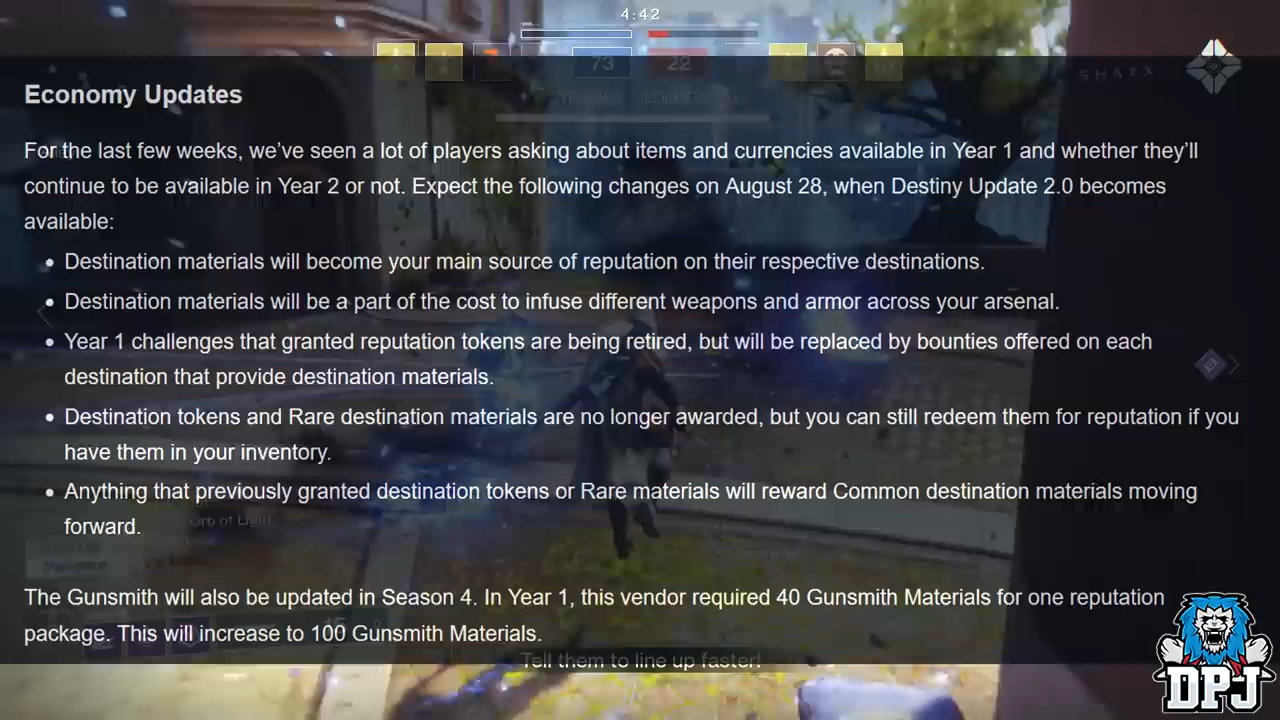 4:42
73
22
SHAXX
Economy Updates
For the last few weeks, we've seen a lot of players asking about items and currencies available in Year 1 and whether they'll
continue to be available in Year 2 or not. Expect the following changes on August 28, when Destiny Update 2.0 becomes
available:
• Destination materials will become your main source of reputation on their respective destinations.
• Destination materials will be a part of the cost to infuse different weapons and armor across your arsenal.
• Year 1 challenges that granted reputation tokens are being retired, but will be replaced by bounties offered on each
destination that provide destination materials.
• Destination tokens and Rare destination materials are no longer awarded, but you can still redeem them for reputation if you
have them in your inventory.
• Anything that previously granted destination tokens or Rare materials will reward Common destination materials moving
forward.
Orb of Light
The Gunsmith will also be updated in Season 4. In Year 1, this vendor required 40 Gunsmith Materials for one reputation
package. This will increase to 100 Gunsmith Materials.
Tell them to line up faster!
DPJ